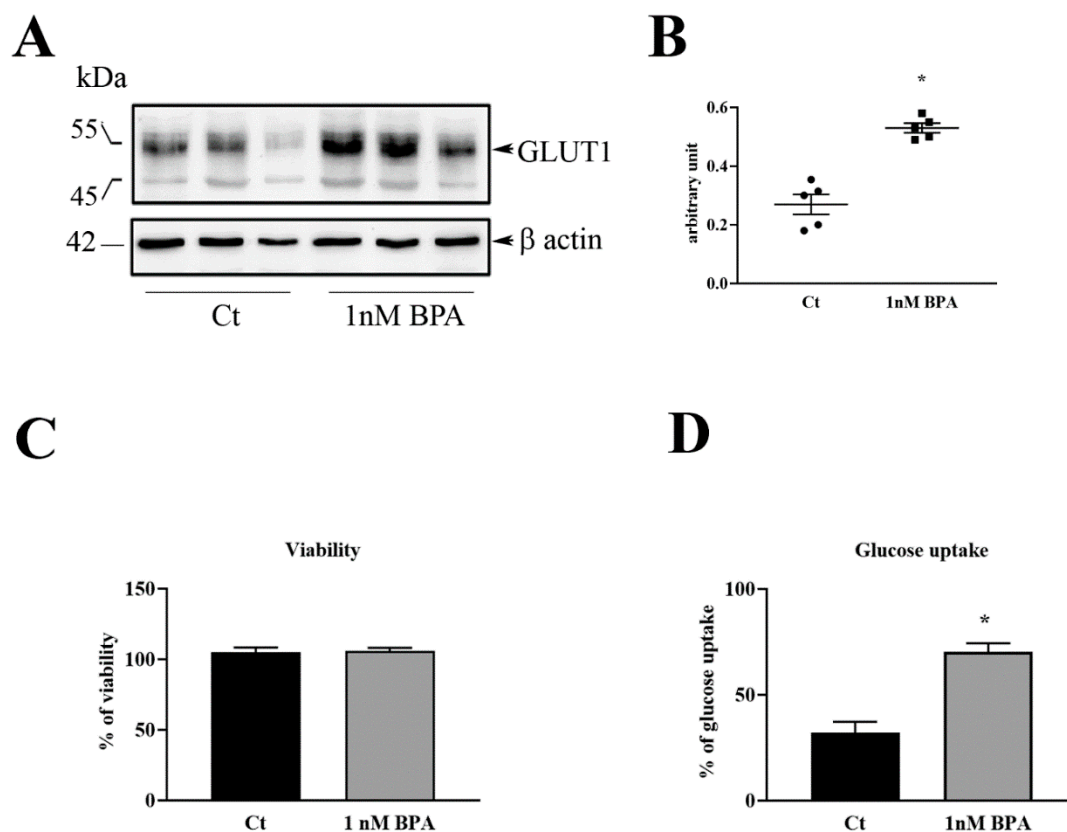 A
kDa
55
45
GLUT1
42
β actin
Ct
1nM BPA
B
*
0.6
0.4
0.2
0.0
arbitrary unit
Ct
1nM BPA
C
Viability
150
100
50
0
% of viability
Ct
1 nM BPA
D
Glucose uptake
100
50
0
% of glucose uptake
*
Ct
1nM BPA